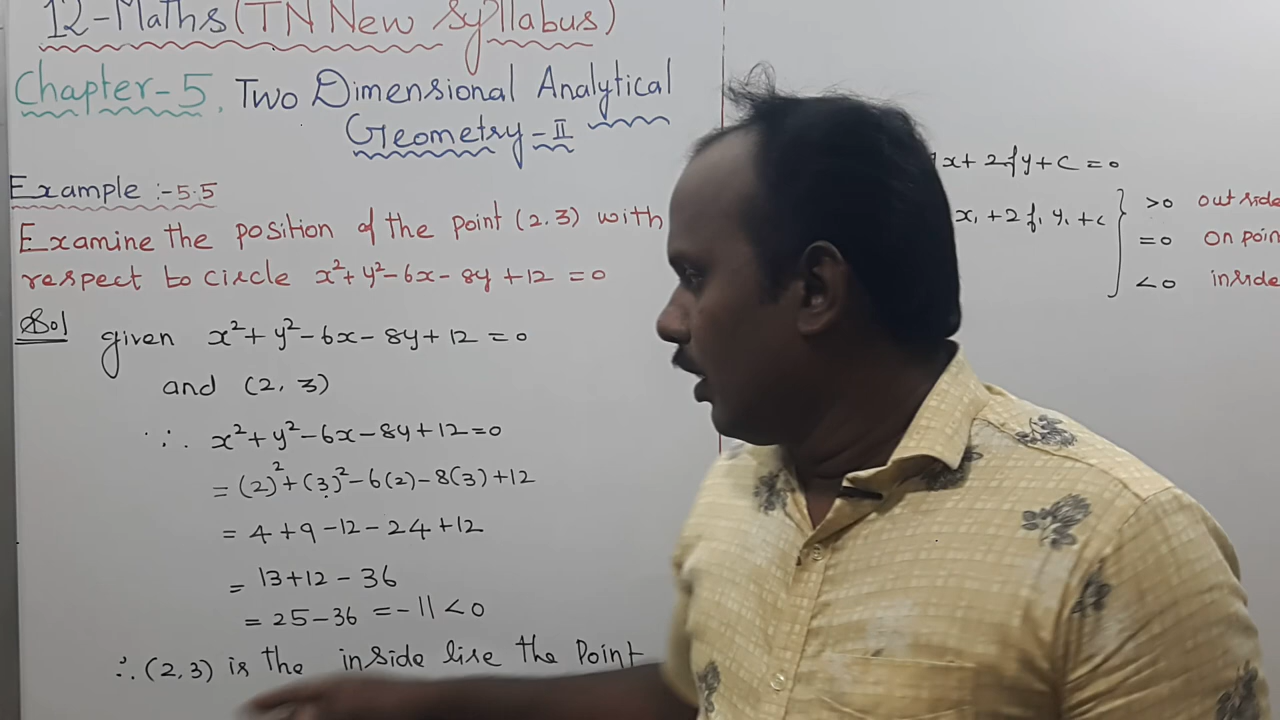 12-Maths (TN New Syllabus)
Chapter-5, Two Dimensional Analytical
Geometry-II
Example :-5.5
Examine the position of the point (2.3) with
respect to circle x²+y²-6x-8y+12=0
Sol
given x²+y²-6x-8y+12=0
and (2,3)
∴ x²+y²-6x-8y+12=0
= (2)²+(3)²-6(2)-8(3)+12
= 4+9-12-24+12
= 13+12-36
= 25-36 = -11<0
∴ (2,3) is the inside lise the Point
x+2fy+c=0
x₁+2f₁y₁+c
>0 outside
=0 on poin
<0 inside